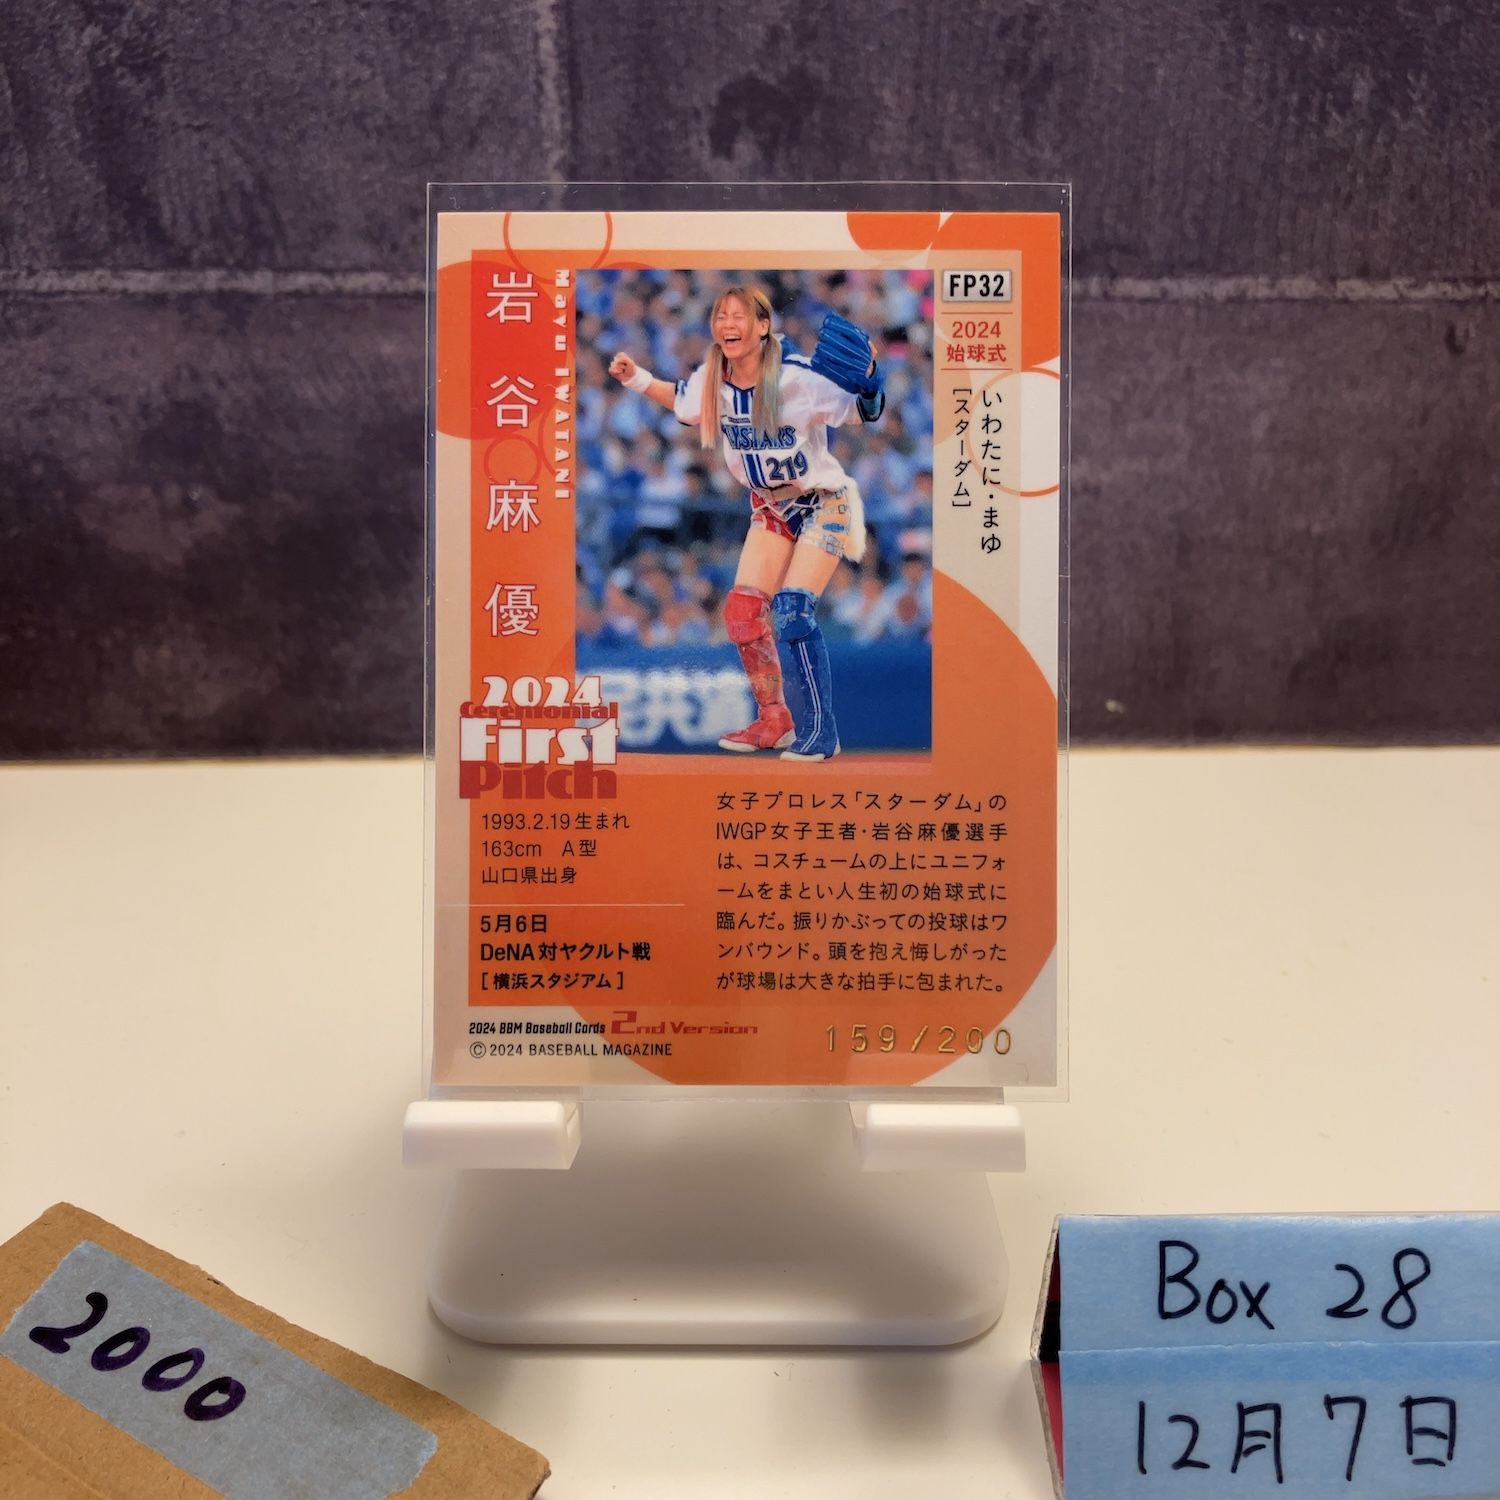 岩谷麻優
Mayu IWATANI
FP32
2024
始球式
いわたに・まゆ
[スターダム]
YSTARS
219
2024
Ceremonial
First
Pitch
1993.2.19生まれ
163cm A型
山口県出身
5月6日
DeNA対ヤクルト戦
[横浜スタジアム]
女子プロレス「スターダム」の
IWGP女子王者・岩谷麻優選手
は、コスチュームの上にユニフォ
ームをまとい人生初の始球式に
臨んだ。振りかぶっての投球はワ
ンバウンド。頭を抱え悔しがった
が球場は大きな拍手に包まれた。
2024 BBM Baseball Cards 2nd Version
© 2024 BASEBALL MAGAZINE
159/200
2000
Box 28
12月7日